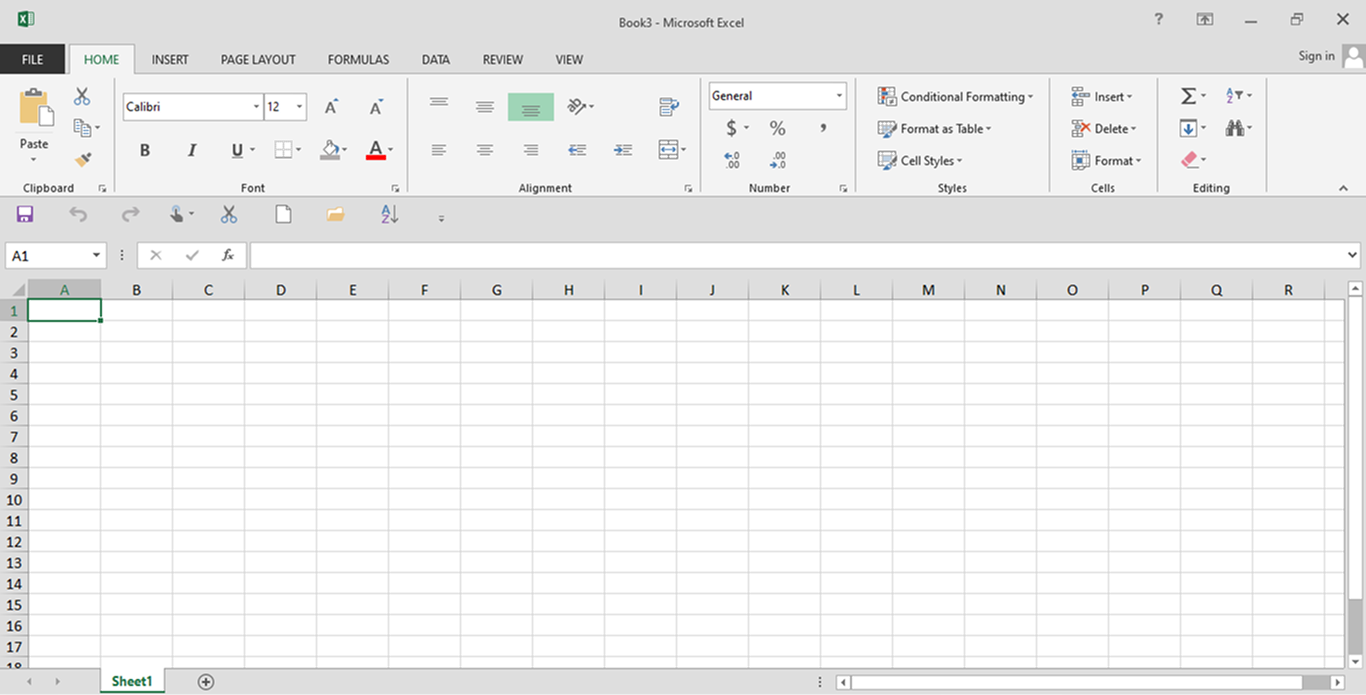 Book3 - Microsoft Excel
?
FILE HOME INSERT PAGE LAYOUT FORMULAS DATA REVIEW VIEW Sign in
Calibri 12 A A
General
Conditional Formatting
Insert
Σ
A
Z
Paste
B I U A
$ % ,
Format as Table
Delete
.0
.00
.00
.0
Cell Styles
Format
Clipboard Font Alignment Number Styles Cells Editing
A
Z
A1
fx
A B C D E F G H I J K L M N O P Q R
1
2
3
4
5
6
7
8
9
10
11
12
13
14
15
16
17
18
Sheet1